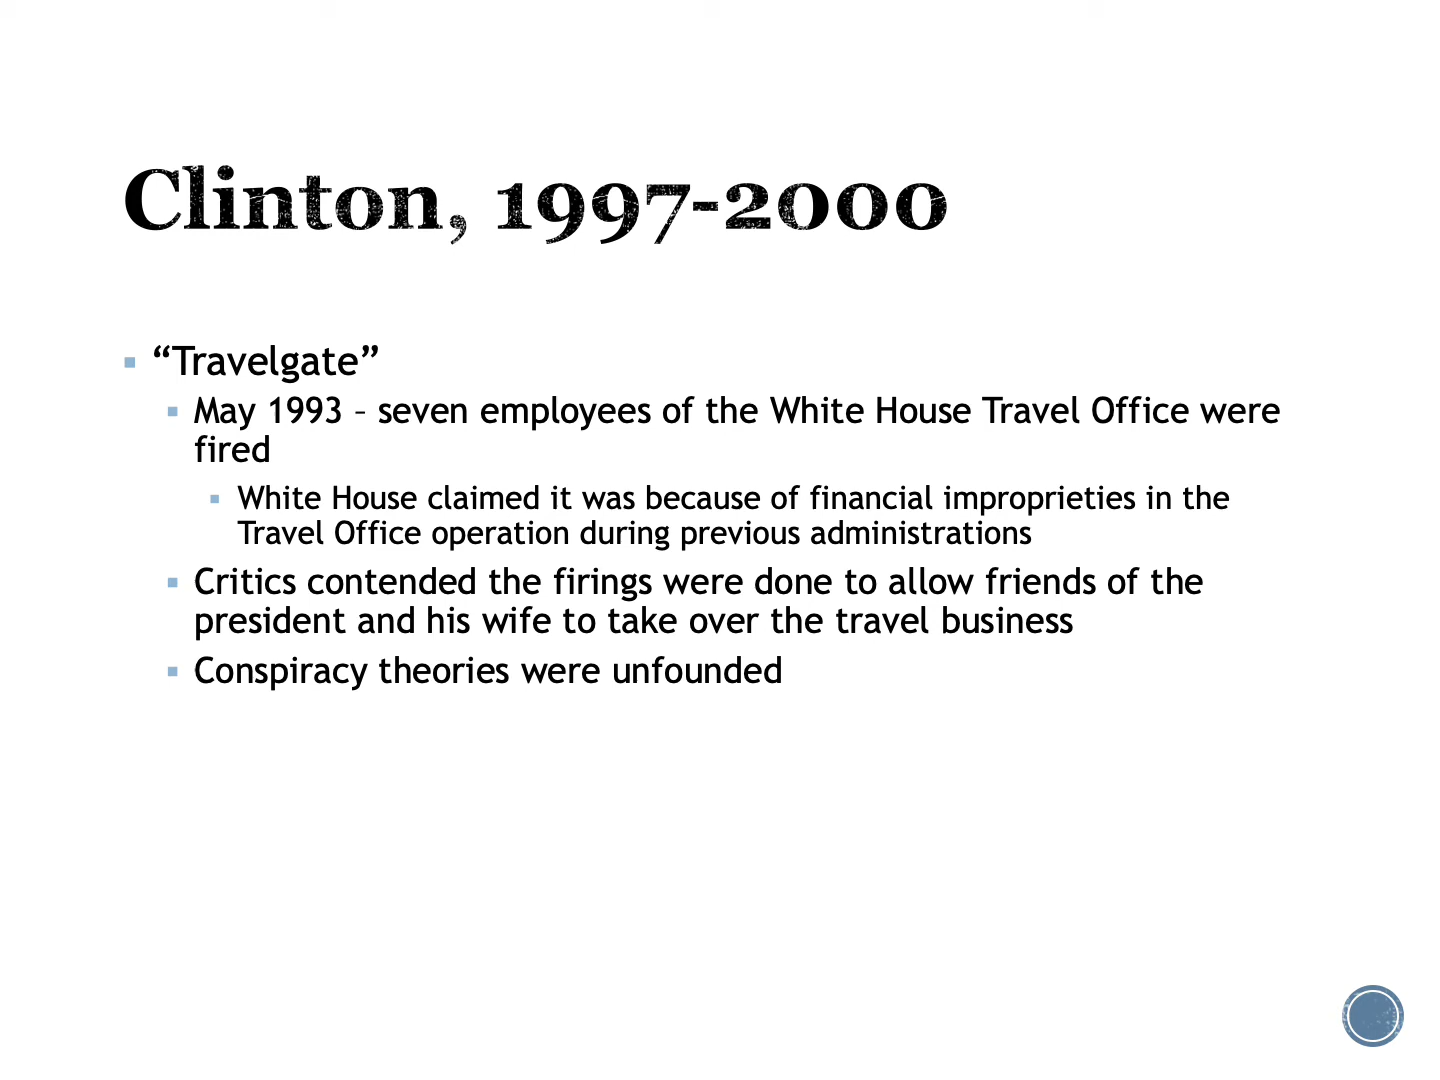 Clinton, 1997-2000
“Travelgate”
May 1993 – seven employees of the White House Travel Office were
fired
White House claimed it was because of financial improprieties in the
Travel Office operation during previous administrations
Critics contended the firings were done to allow friends of the
president and his wife to take over the travel business
Conspiracy theories were unfounded